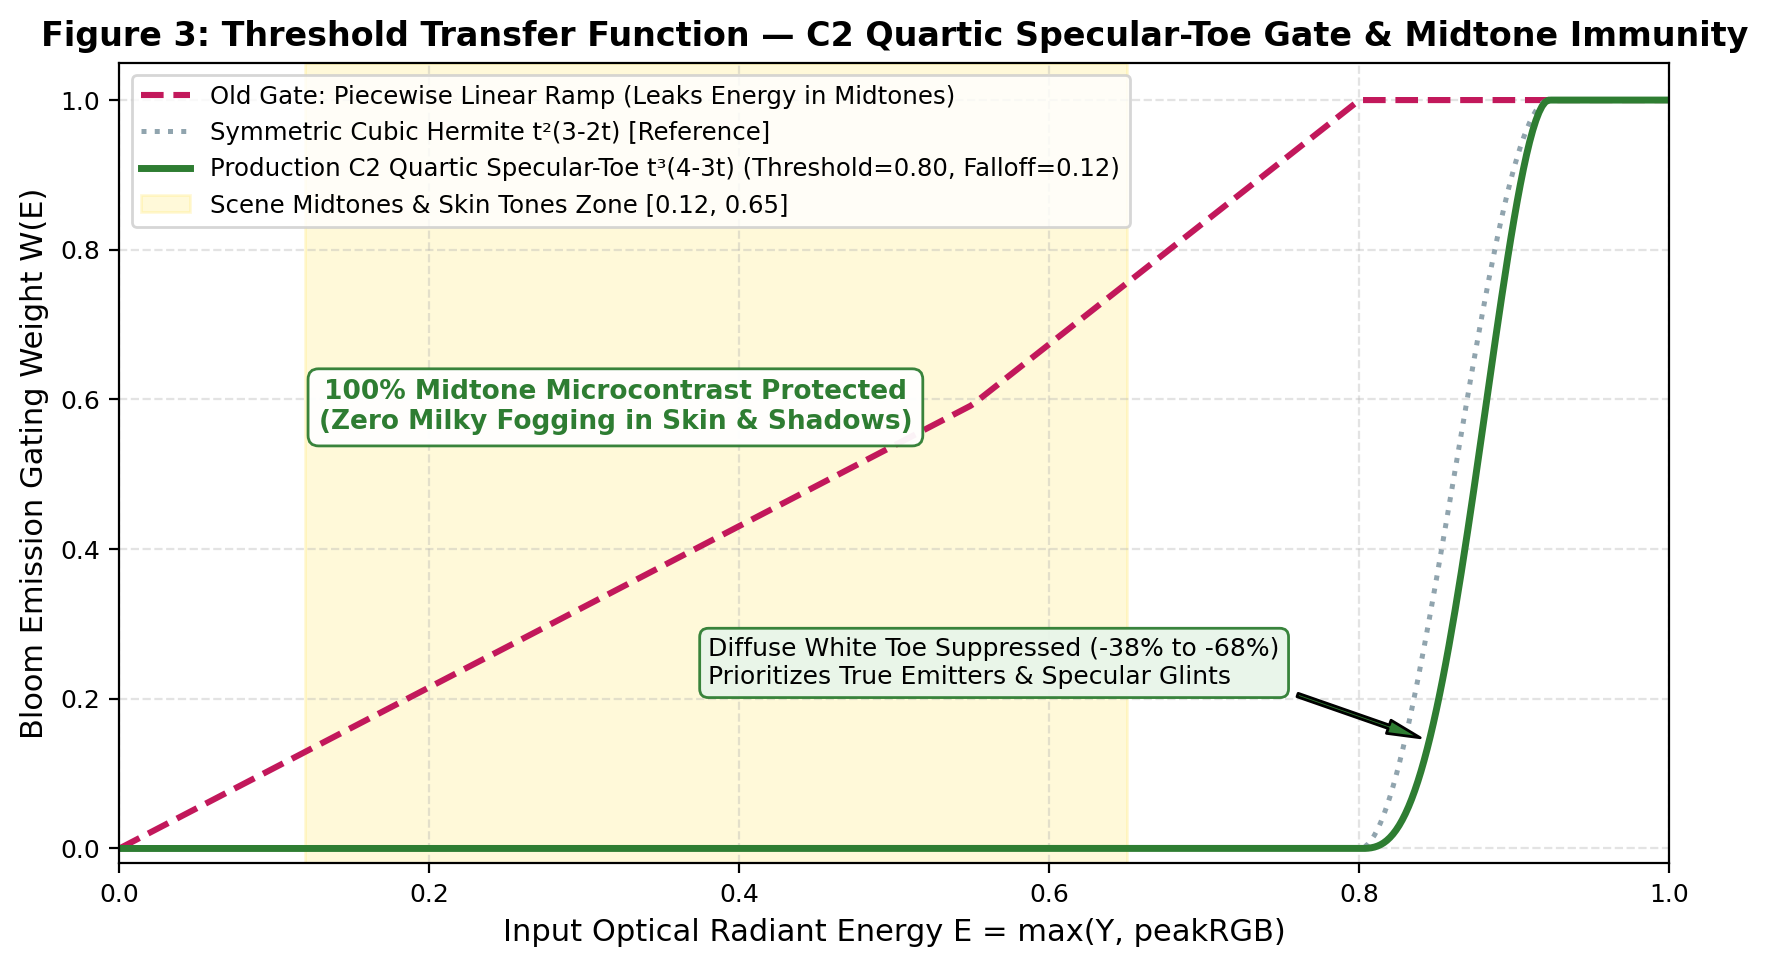 Figure 3: Threshold Transfer Function — C2 Quartic Specular-Toe Gate & Midtone Immunity
Old Gate: Piecewise Linear Ramp (Leaks Energy in Midtones)
Symmetric Cubic Hermite t²(3-2t) [Reference]
Production C2 Quartic Specular-Toe t³(4-3t) (Threshold=0.80, Falloff=0.12)
Scene Midtones & Skin Tones Zone [0.12, 0.65]
Bloom Emission Gating Weight W(E)
1.0
0.8
0.6
0.4
0.2
0.0
100% Midtone Microcontrast Protected
(Zero Milky Fogging in Skin & Shadows)
Diffuse White Toe Suppressed (-38% to -68%)
Prioritizes True Emitters & Specular Glints
0.0 0.2 0.4 0.6 0.8 1.0
Input Optical Radiant Energy E = max(Y, peakRGB)